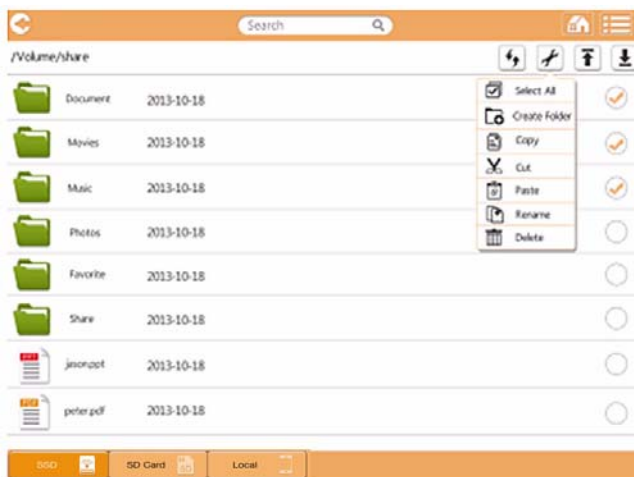 Search
/Volume/share
Document 2013-10-18
Movies 2013-10-18
Music 2013-10-18
Photos 2013-10-18
Favorite 2013-10-18
Share 2013-10-18
PPT
jason.ppt 2013-10-18
PDF
peter.pdf 2013-10-18
Select All
Create Folder
Copy
Cut
Paste
Rename
Delete
SSD
SD Card
Local